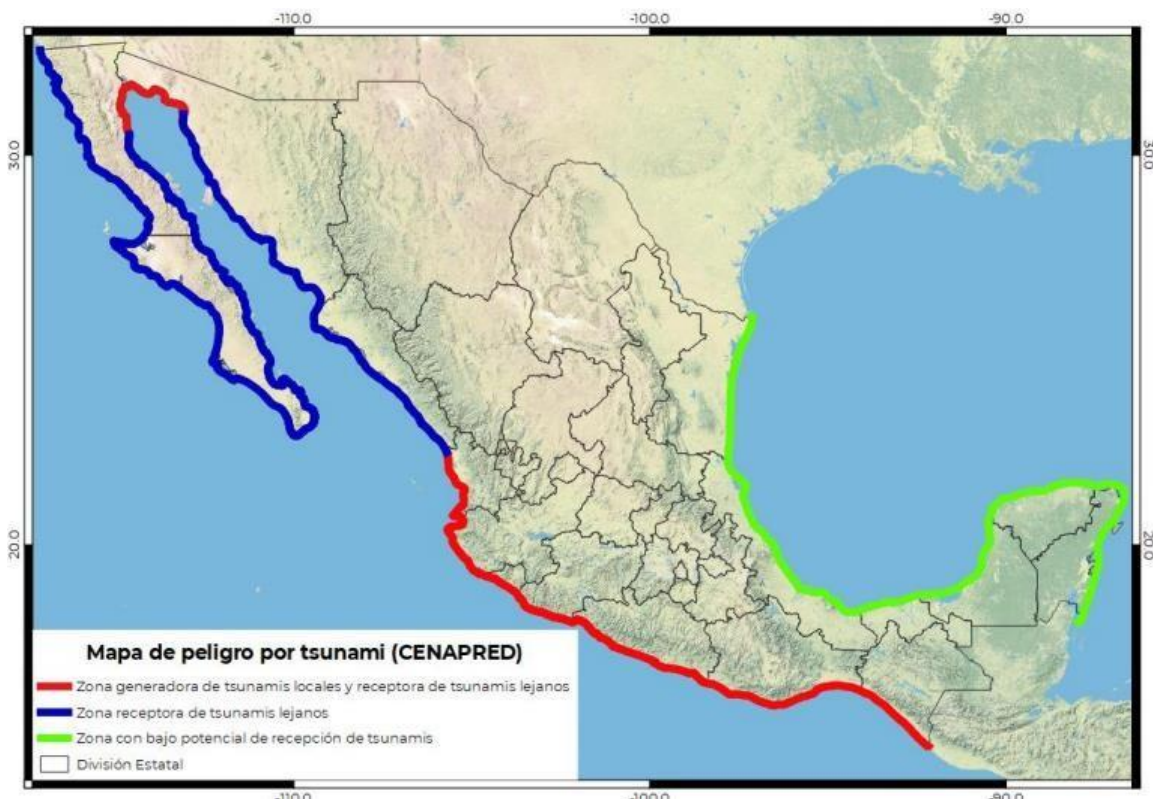 -110.0 -100.0 -90.0
30.0 30.0
20.0 20.0
Mapa de peligro por tsunami (CENAPRED)
Zona generadora de tsunamis locales y receptora de tsunamis lejanos
Zona receptora de tsunamis lejanos
Zona con bajo potencial de recepción de tsunamis
División Estatal
-110.0 -100.0 -90.0